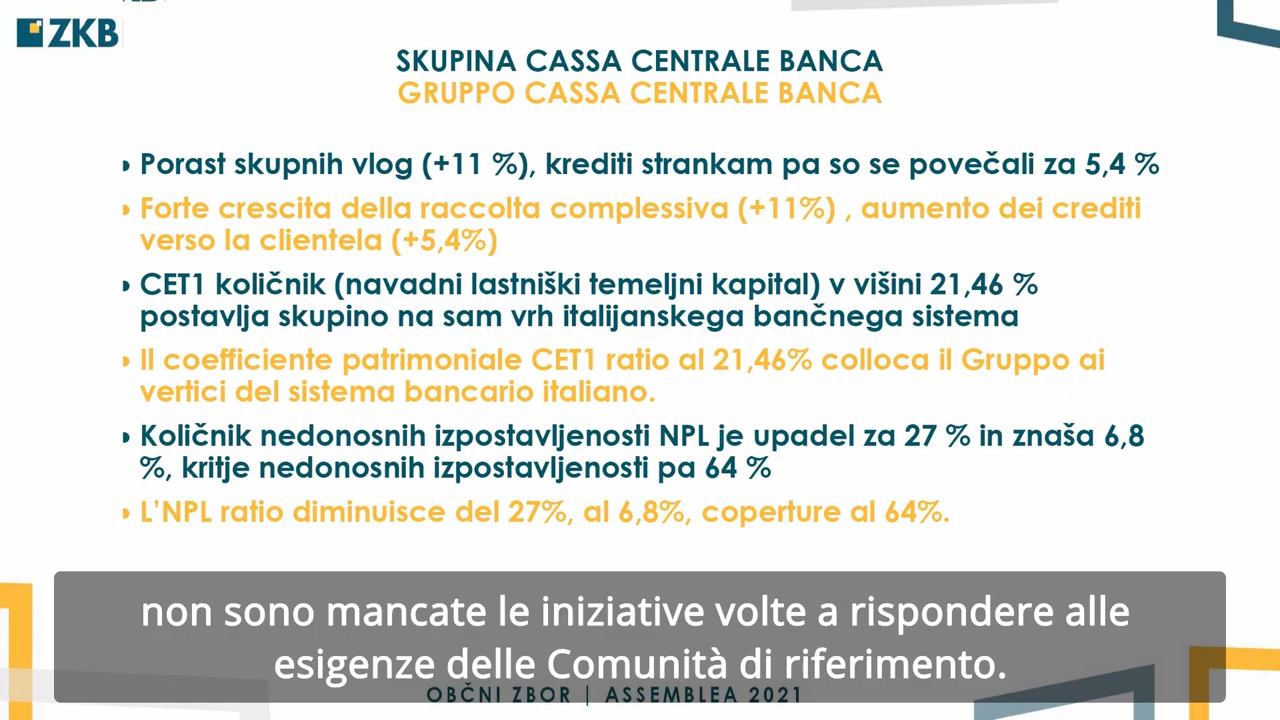 ZKB
SKUPINA CASSA CENTRALE BANCA
GRUPPO CASSA CENTRALE BANCA
Porast skupnih vlog (+11 %), krediti strankam pa so se povečali za 5,4 %
Forte crescita della raccolta complessiva (+11%) , aumento dei crediti
verso la clientela (+5,4%)
CET1 količnik (navadni lastniški temeljni kapital) v višini 21,46 %
postavlja skupino na sam vrh italijanskega bančnega sistema
Il coefficiente patrimoniale CET1 ratio al 21,46% colloca il Gruppo ai
vertici del sistema bancario italiano.
Količnik nedonosnih izpostavljenosti NPL je upadel za 27 % in znaša 6,8
%, kritje nedonosnih izpostavljenosti pa 64 %
L’NPL ratio diminuisce del 27%, al 6,8%, coperture al 64%.
non sono mancate le iniziative volte a rispondere alle
esigenze delle Comunità di riferimento.
OBČNI ZBOR | ASSEMBLEA 2021